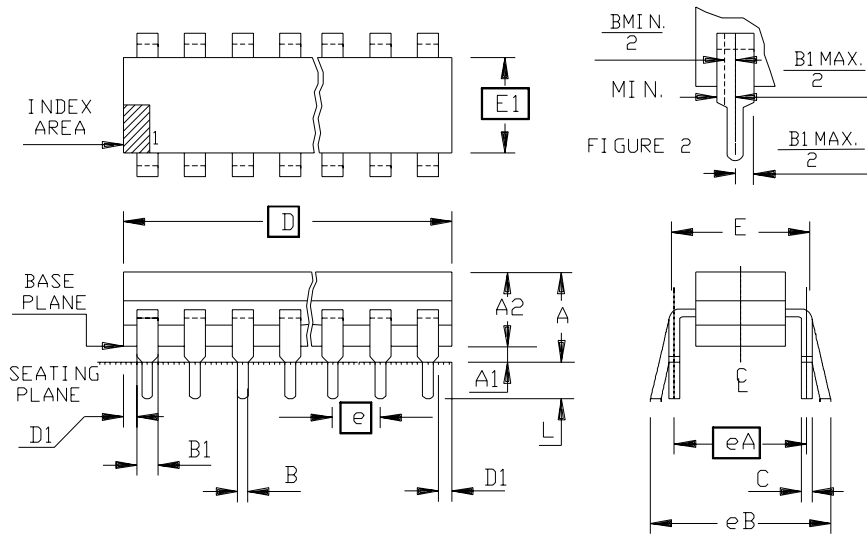 INDEX
AREA
1
E1
D
BMIN.
2
B1 MAX.
2
MIN.
FIGURE 2
B1 MAX.
2
BASE
PLANE
A2
A
SEATING
PLANE
A1
L
e
D1
B1
B
D1
E
C
L
eA
C
eB